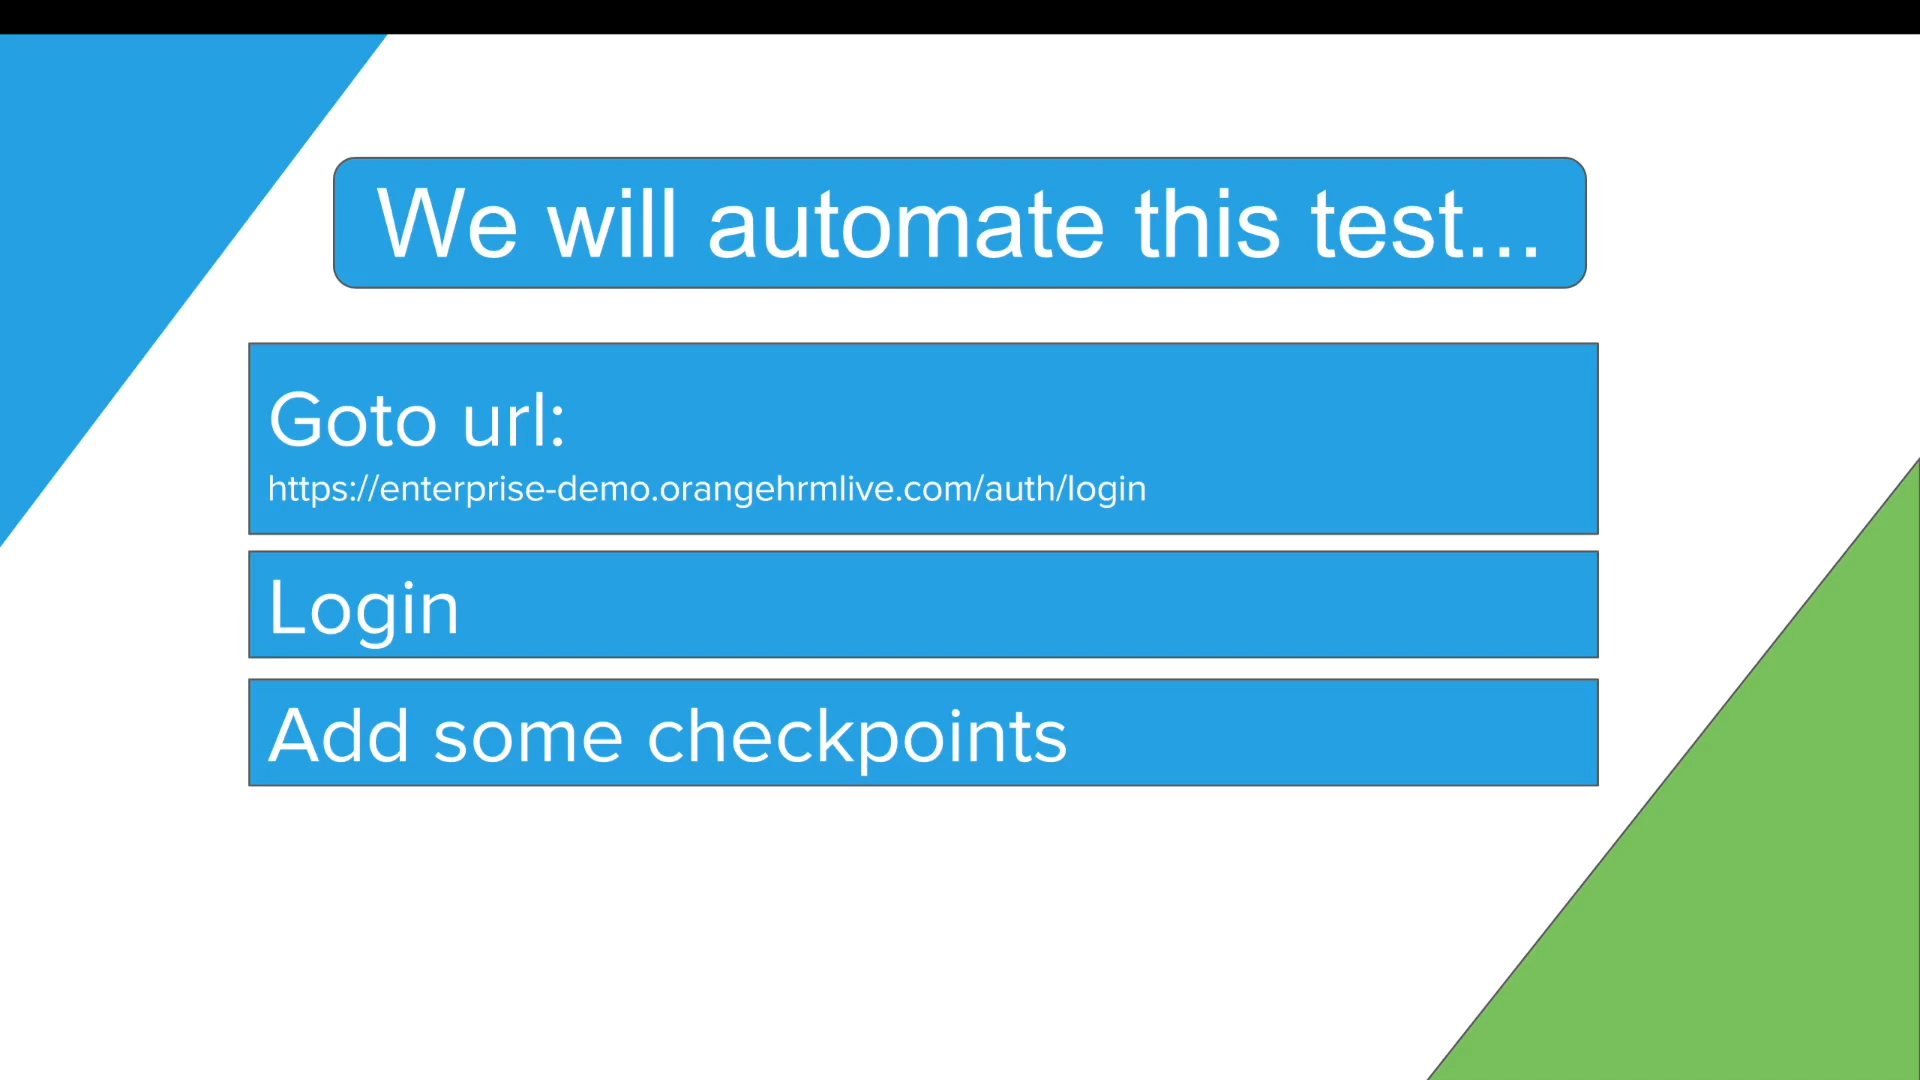 We will automate this test...
Goto url:
https://enterprise-demo.orangehrmlive.com/auth/login
Login
Add some checkpoints